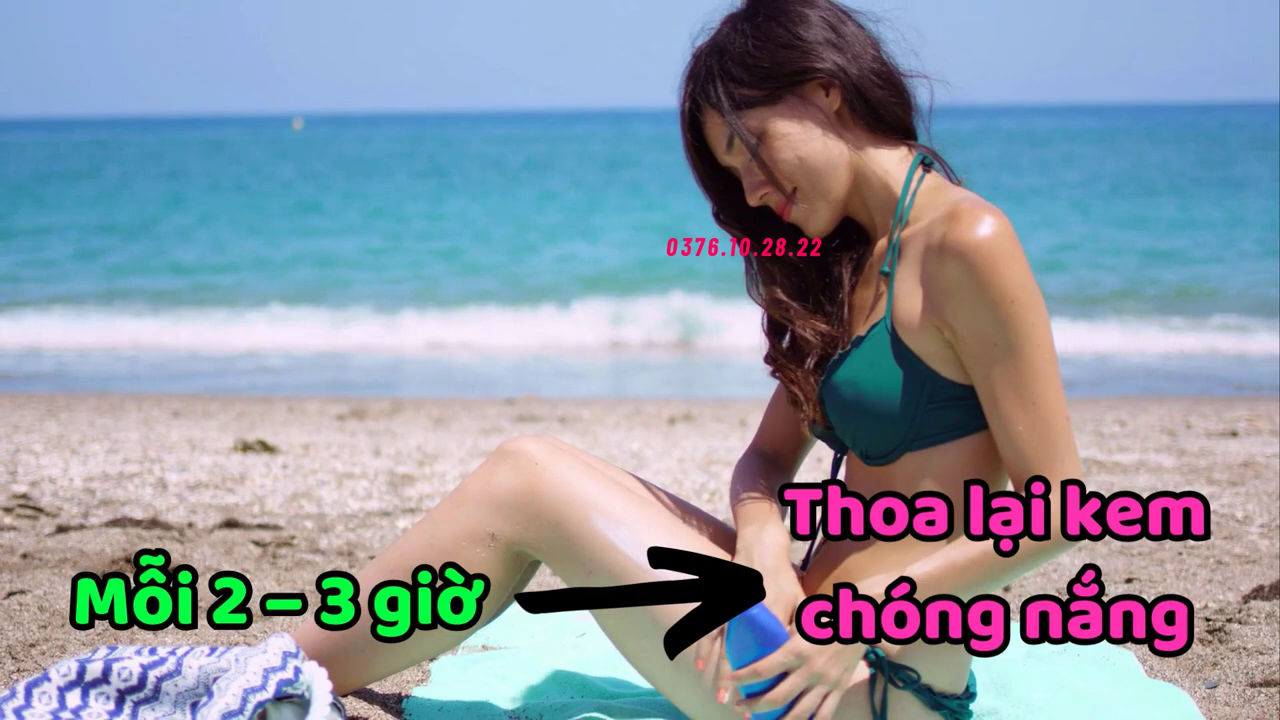 0376.10.28.22
Mỗi 2 – 3 giờ
Thoa lại kem
chóng nắng